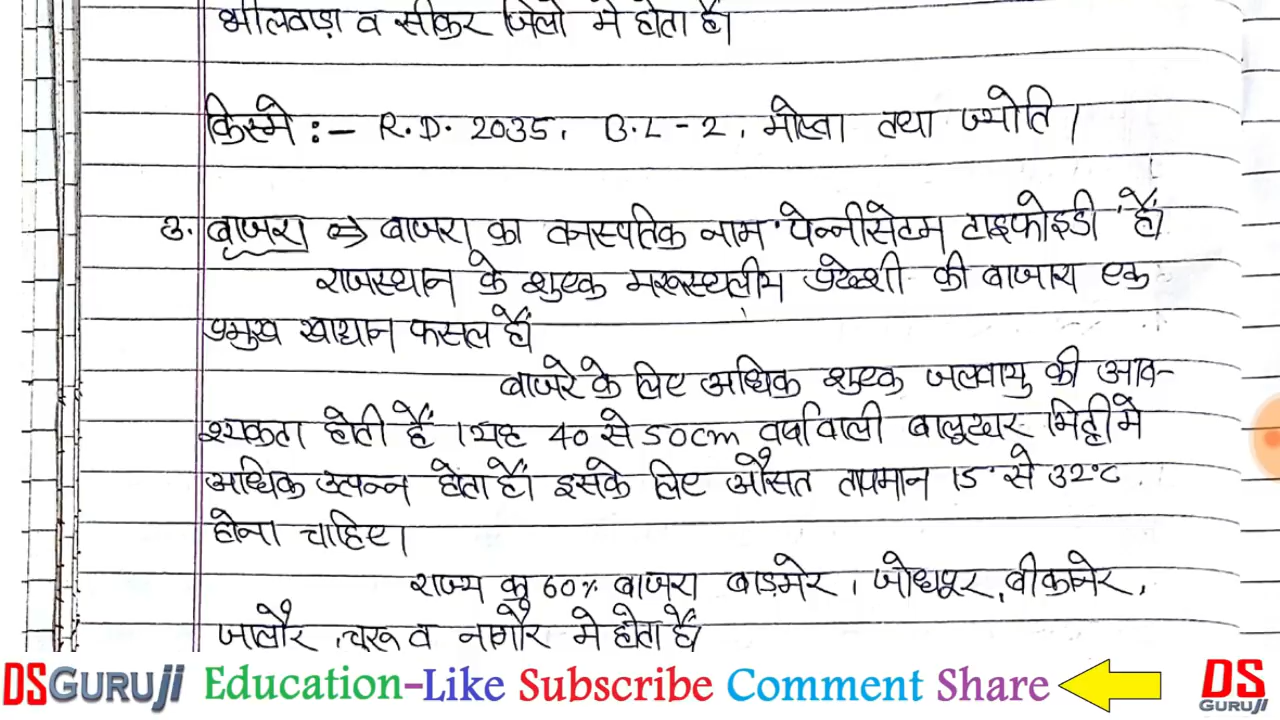 भीलवाड़ा व सीकर जिलो मे होता हैं।
किस्मे :- R.D. 2035, B.L-2, मोल्वा तथा ज्योति।
3. बाजरा ⇒ बाजरा का वनस्पतिक नाम 'पेन्नीसेटम टाइफोइडी' हैं।
राजस्थान के शुष्क मरूस्थलीय प्रदेशो की बाजरा एक
प्रमुख खाद्यान फसल हैं।
बाजरे के लिए अधिक शुष्क जलवायु की आव-
श्यकता होती हैं। यह 40 से 50cm वर्षा वाली बालूदार मिट्टी मे
अधिक उत्पन्न होता हैं। इसके लिए औसत तापमान 15° से 32°C
होना चाहिए।
राज्य का 60% बाजरा बाडमेर, जोधपूर, बीकानेर,
जालौर, चुरू व नागौर मे होता हैं।
DSGURUJI Education-Like Subscribe Comment Share DS GURUJI